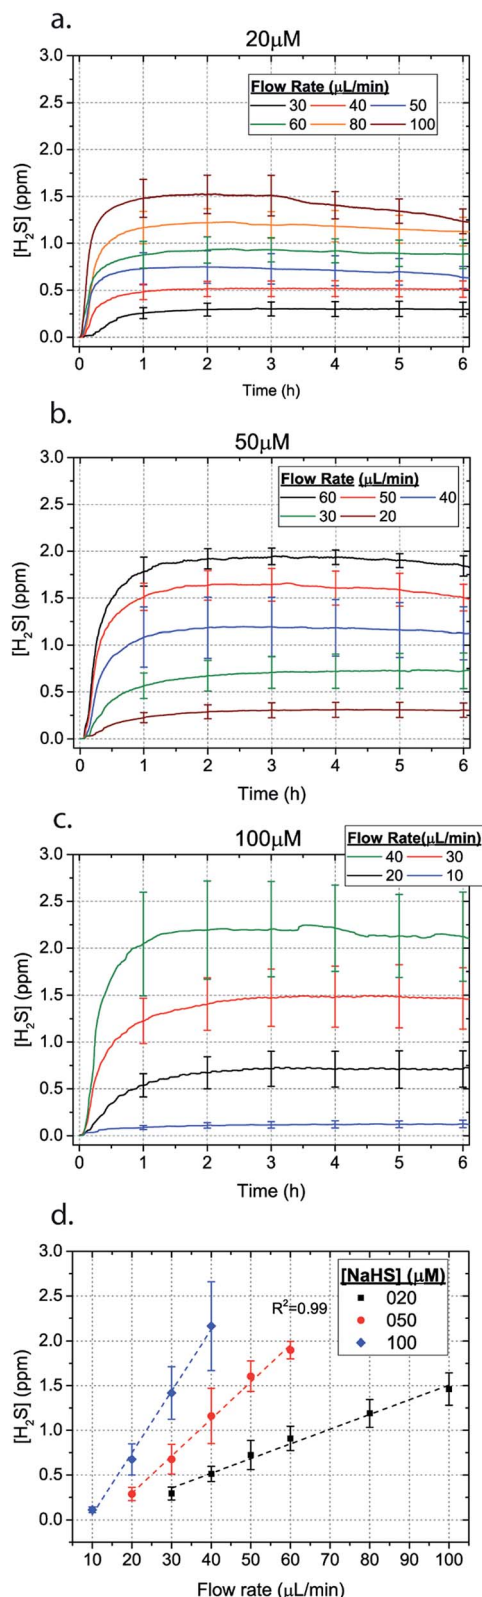 a.
20μM
Flow Rate (μL/min)
30 40 50
60 80 100
[H₂S] (ppm)
3.0
2.5
2.0
1.5
1.0
0.5
0.0
0 1 2 3 4 5 6
Time (h)
b.
50μM
Flow Rate (μL/min)
60 50 40
30 20
[H₂S] (ppm)
3.0
2.5
2.0
1.5
1.0
0.5
0.0
0 1 2 3 4 5 6
Time (h)
c.
100μM
Flow Rate(μL/min)
40 30
20 10
[H₂S] (ppm)
3.0
2.5
2.0
1.5
1.0
0.5
0.0
0 1 2 3 4 5 6
Time (h)
d.
[NaHS] (μM)
020
050
100
R²=0.99
[H₂S] (ppm)
3.0
2.5
2.0
1.5
1.0
0.5
0.0
10 20 30 40 50 60 70 80 90 100
Flow rate (μL/min)